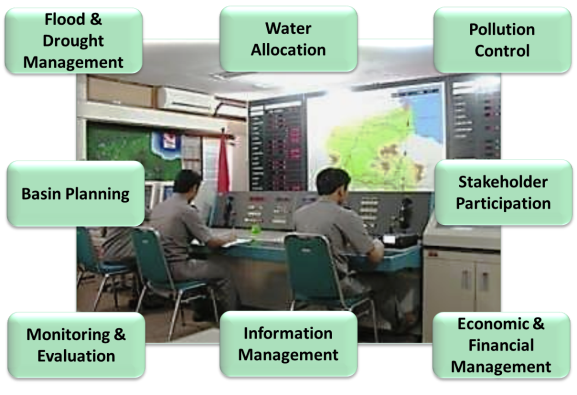 Flood &
Drought
Management
Water
Allocation
Pollution
Control
Basin Planning
Stakeholder
Participation
Monitoring &
Evaluation
Information
Management
Economic &
Financial
Management